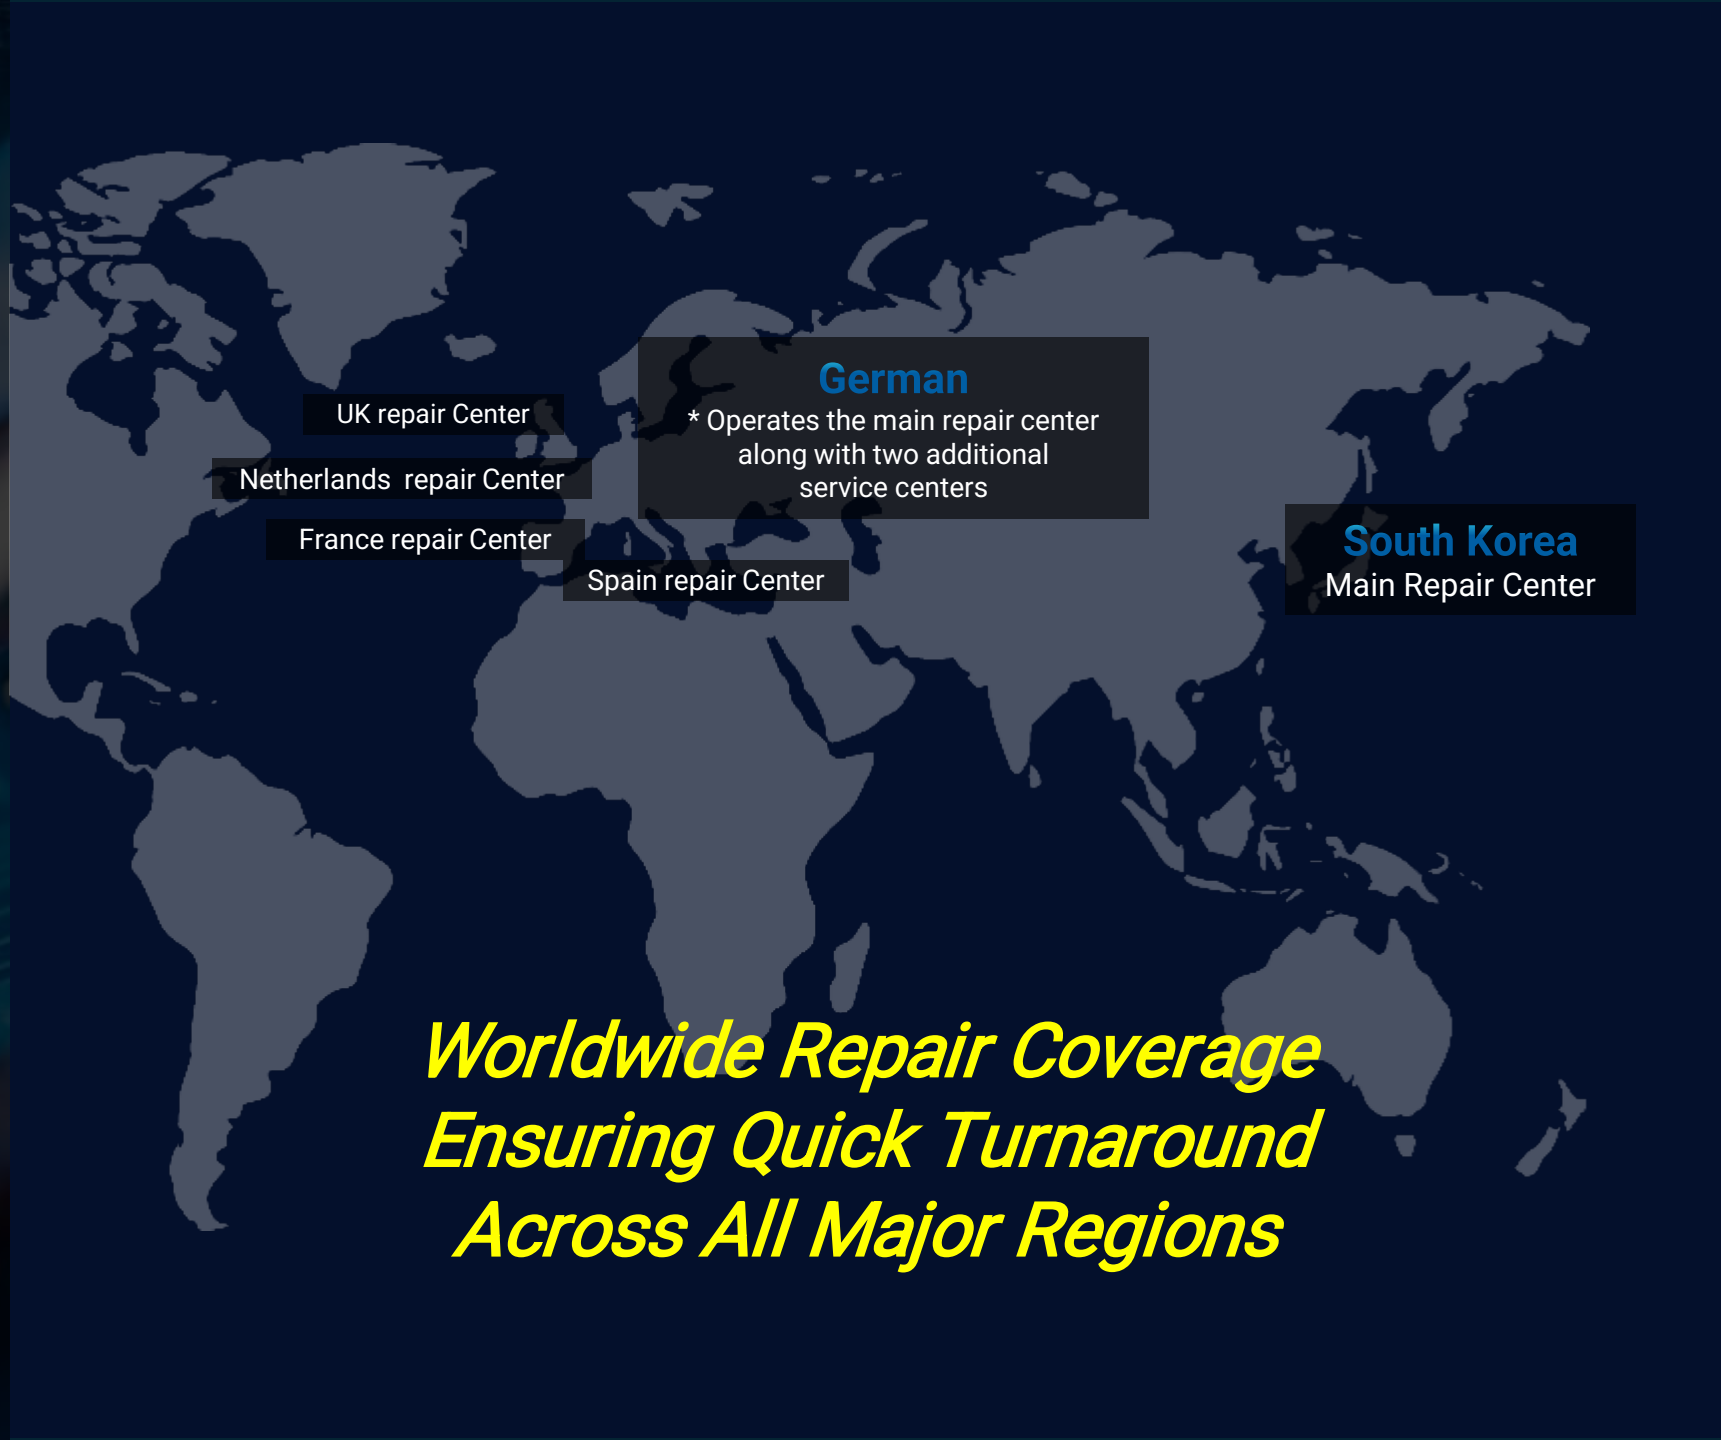 German
* Operates the main repair center
along with two additional
service centers
UK repair Center
Netherlands  repair Center
France repair Center
Spain repair Center
South Korea
Main Repair Center
Worldwide Repair Coverage
Ensuring Quick Turnaround
Across All Major Regions